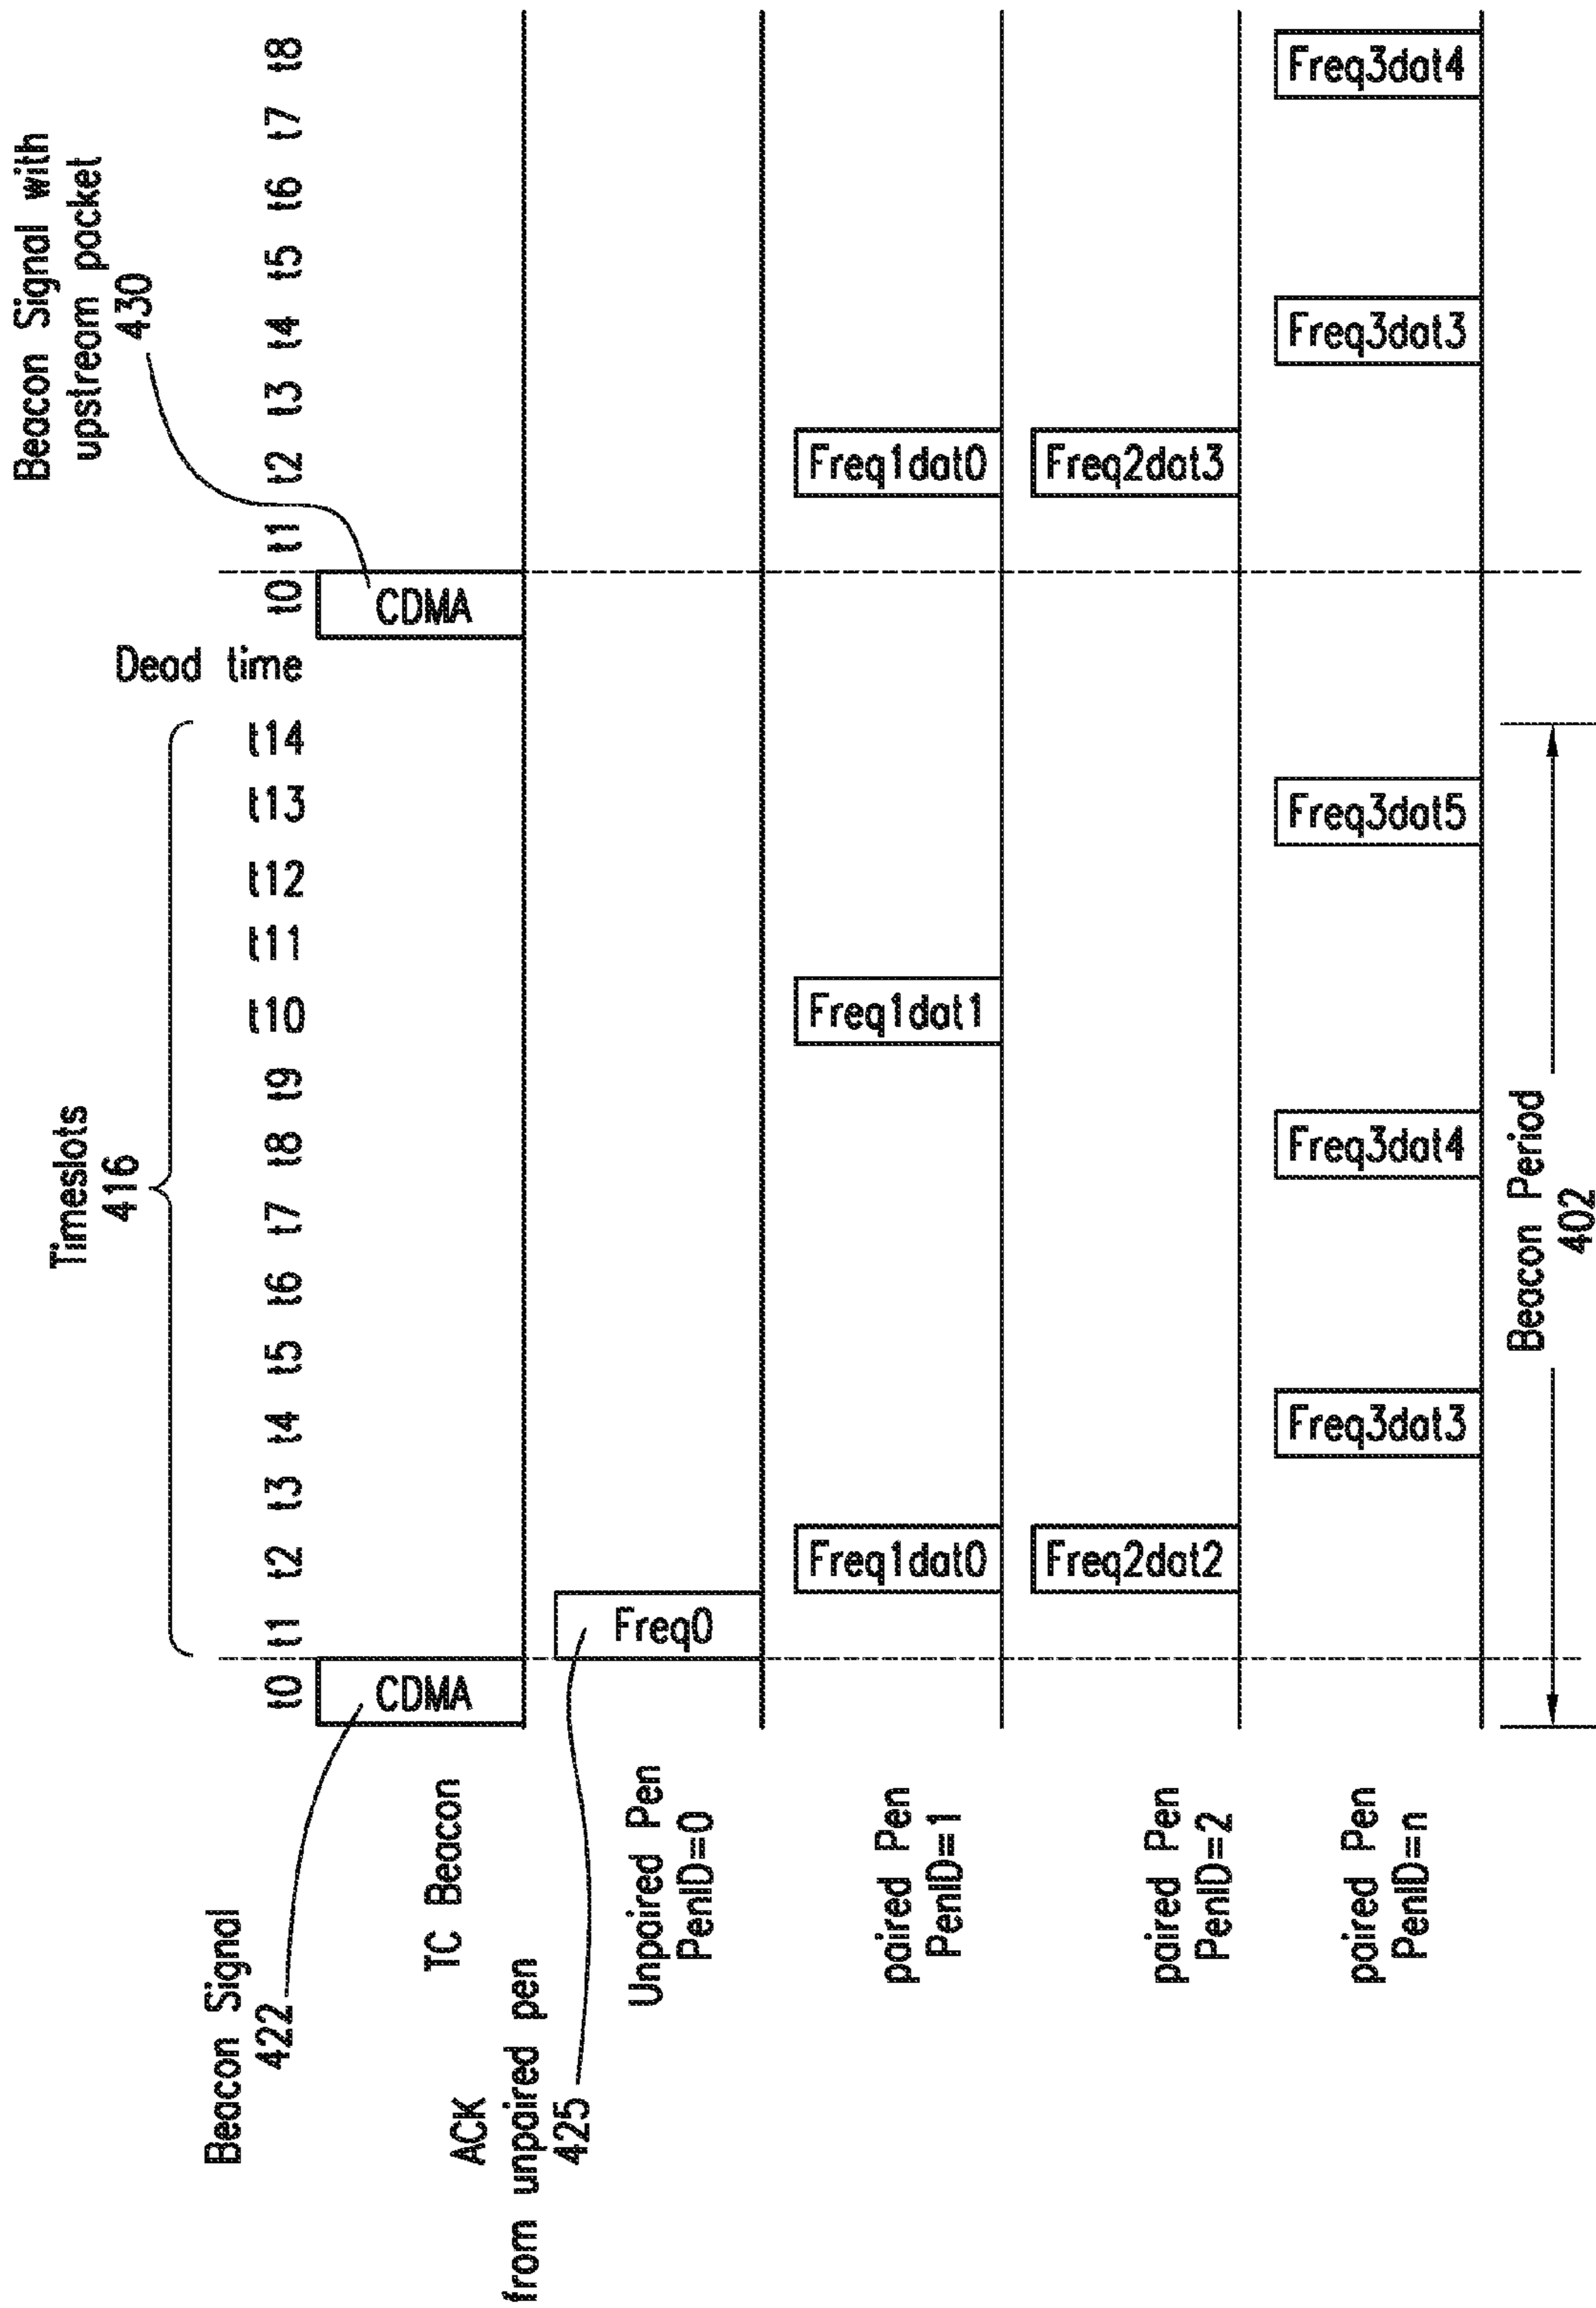 Beacon Signal with
upstream packet
430
Timeslots
416
Dead time
t0 t1 t2 t3 t4 t5 t6 t7 t8 t9 t10 t11 t12 t13 t14 t0 t1 t2 t3 t4 t5 t6 t7 t8
Beacon Signal
422
TC Beacon
CDMA CDMA
ACK
from unpaired pen
425
Unpaired Pen
PenID=0
Freq0
paired Pen
PenID=1
Freq1dat0 Freq1dat1 Freq1dat0
paired Pen
PenID=2
Freq2dat2 Freq2dat3
paired Pen
PenID=n
Freq3dat3 Freq3dat4 Freq3dat5 Freq3dat3 Freq3dat4
Beacon Period
402